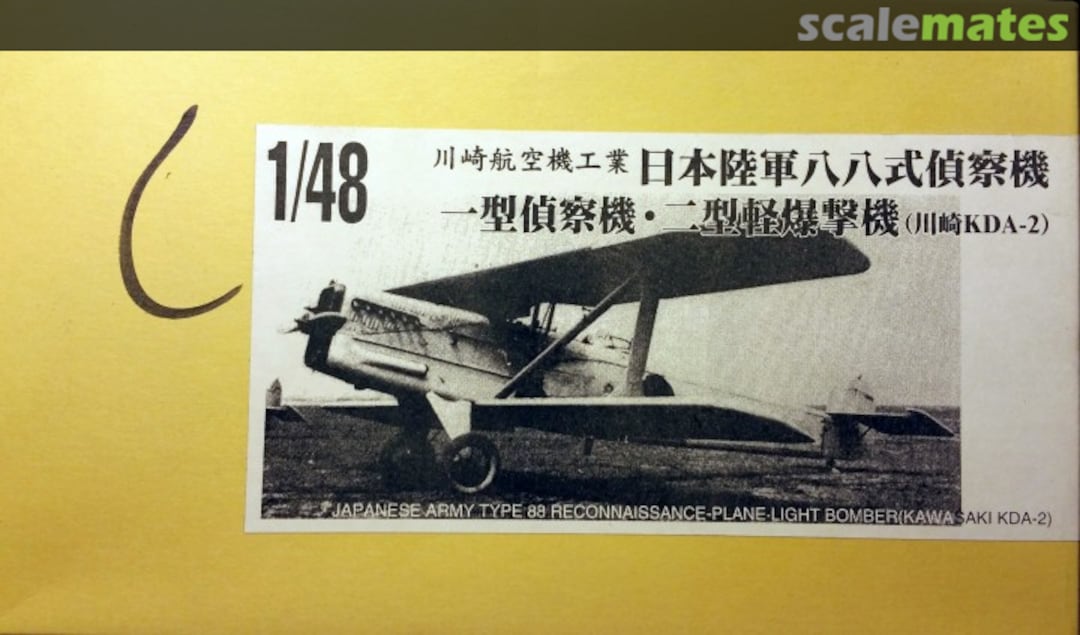 scalemates
1/48
川崎航空機工業 日本陸軍八八式偵察機
一型偵察機・二型軽爆撃機(川崎KDA-2)
JAPANESE ARMY TYPE 88 RECONNAISSANCE-PLANE·LIGHT BOMBER(KAWASAKI KDA-2)